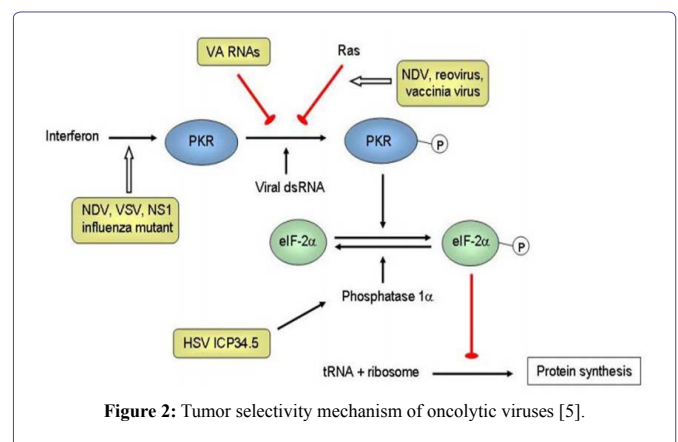 VA RNAs
Ras
NDV, reovirus,
vaccinia virus
Interferon
PKR
PKR
P
Viral dsRNA
NDV, VSV, NS1
influenza mutant
eIF-2α
eIF-2α
P
Phosphatase 1α
HSV ICP34.5
tRNA + ribosome
Protein synthesis
Figure 2: Tumor selectivity mechanism of oncolytic viruses [5].